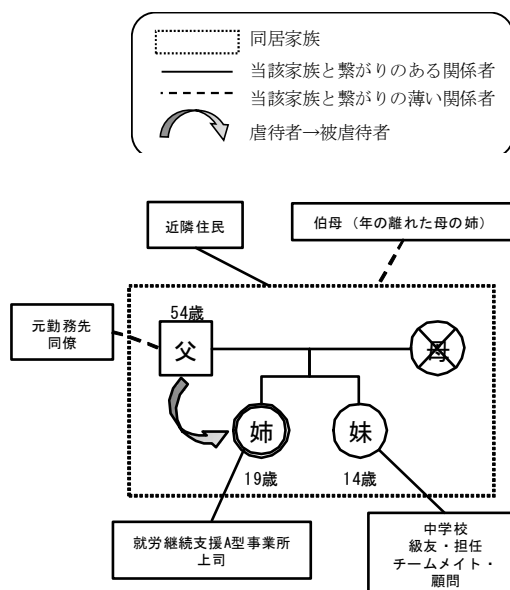 同居家族
当該家族と繋がりのある関係者
当該家族と繋がりの薄い関係者
虐待者→被虐待者
近隣住民
伯母（年の離れた母の姉）
元勤務先
同僚
54歳
父
母
姉
妹
19歳
14歳
就労継続支援A型事業所
上司
中学校
級友・担任
チームメイト・
顧問